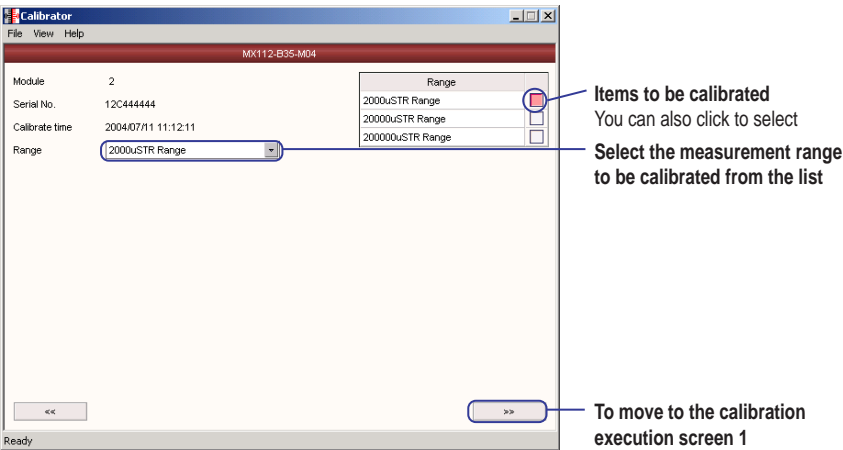 Calibrator
File View Help
MX112-B35-M04
Module 2
Serial No. 12C444444
Calibrate time 2004/07/11 11:12:11
Range 2000uSTR Range
Range
2000uSTR Range
20000uSTR Range
200000uSTR Range
<<
>>
Ready
Items to be calibrated
You can also click to select
Select the measurement range
to be calibrated from the list
To move to the calibration
execution screen 1